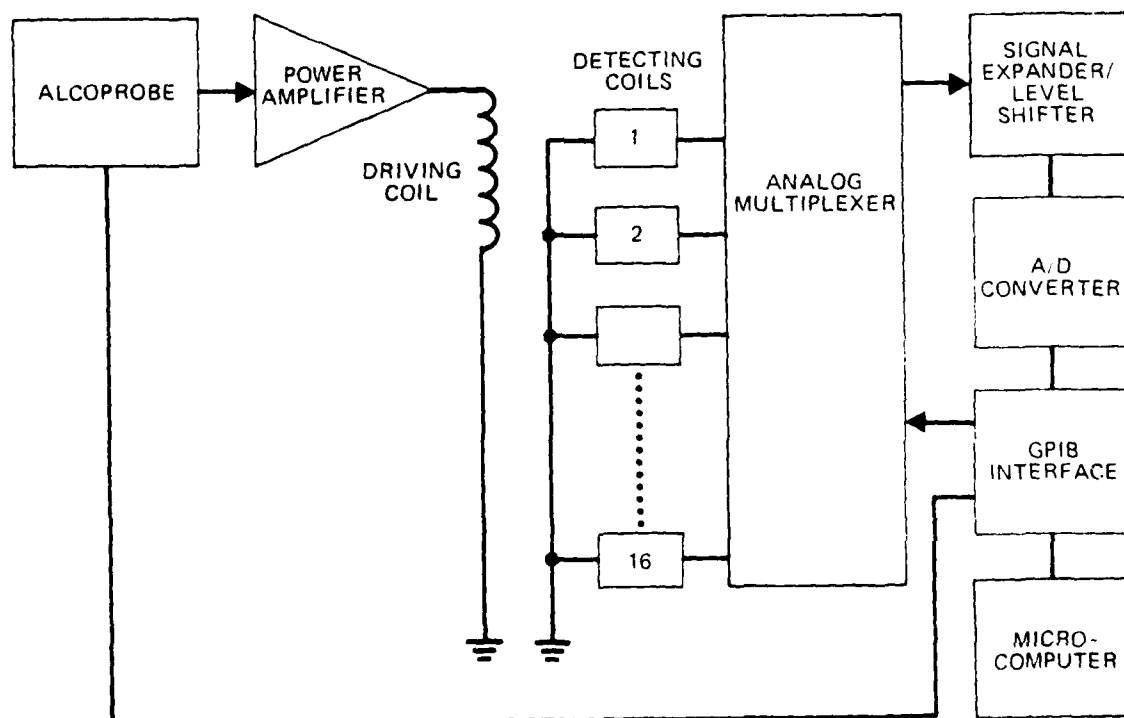 ALCOPROBE
POWER
AMPLIFIER
DRIVING
COIL
DETECTING
COILS
1
2
16
ANALOG
MULTIPLEXER
SIGNAL
EXPANDER/
LEVEL
SHIFTER
A/D
CONVERTER
GPIB
INTERFACE
MICRO-
COMPUTER